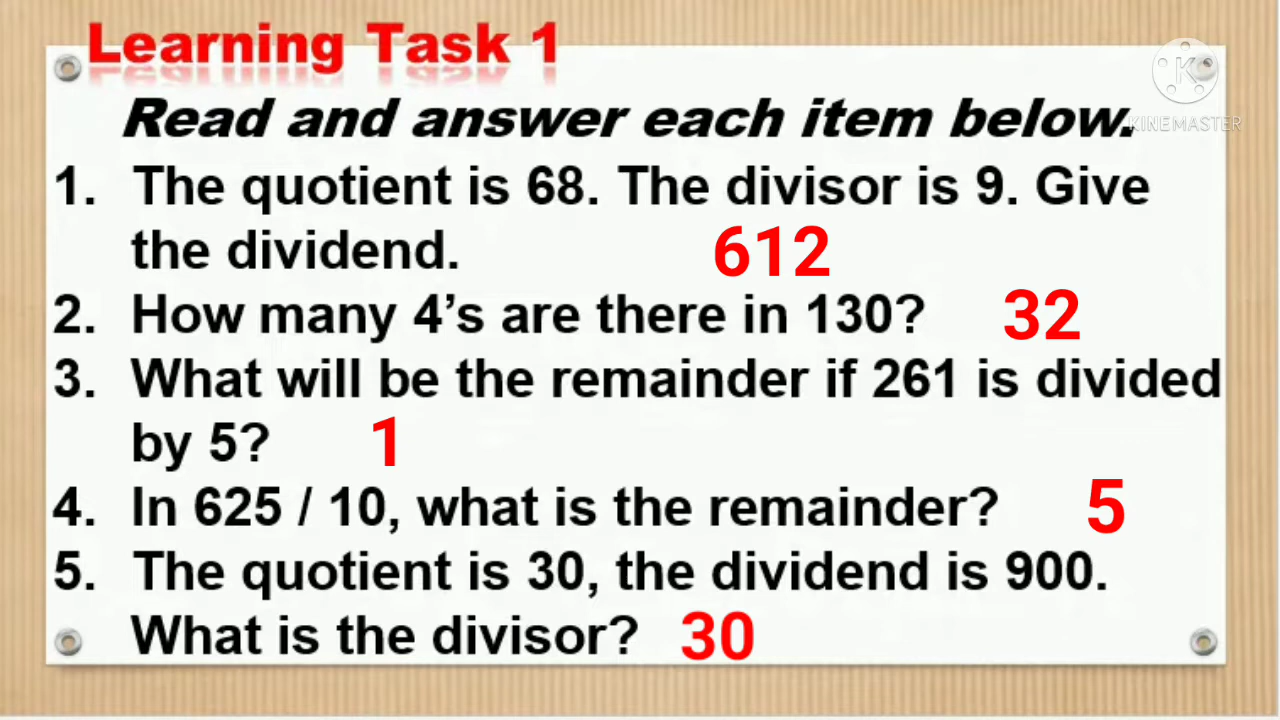 Learning Task 1
Read and answer each item below.
K
KINEMASTER
1. The quotient is 68. The divisor is 9. Give
the dividend. 612
2. How many 4’s are there in 130? 32
3. What will be the remainder if 261 is divided
by 5? 1
4. In 625 / 10, what is the remainder? 5
5. The quotient is 30, the dividend is 900.
What is the divisor? 30